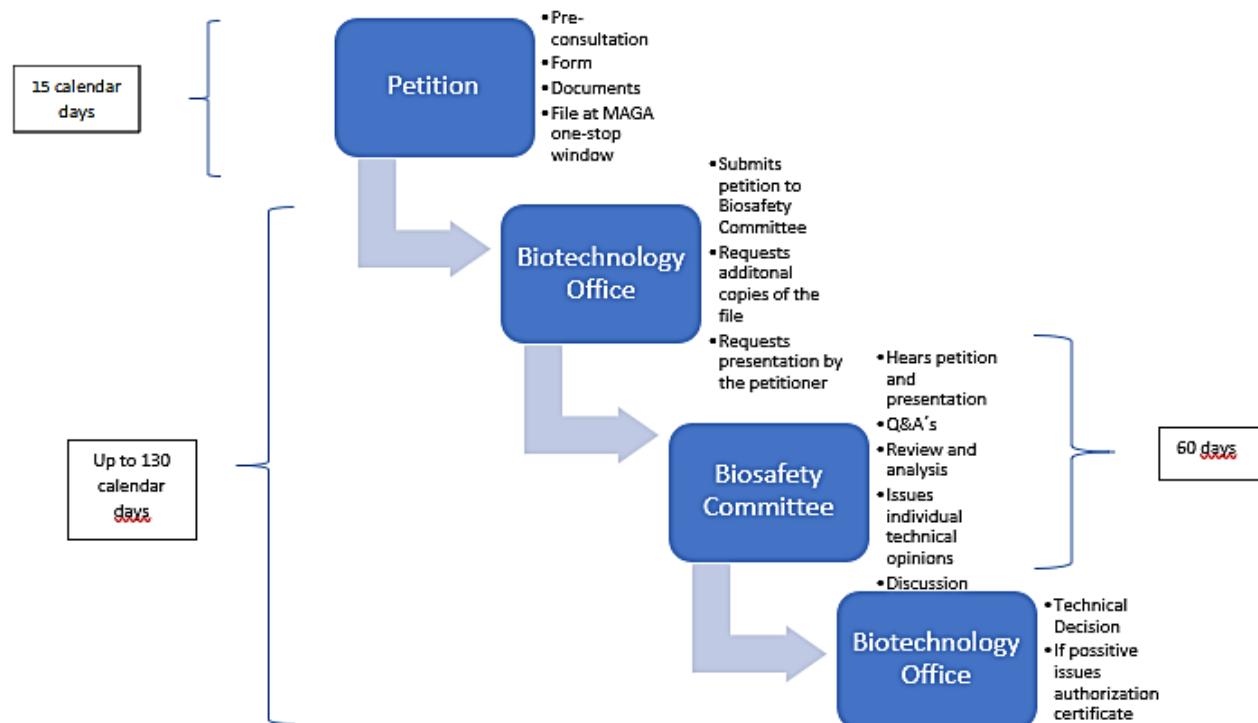 15 calendar
days
Petition
•Pre-
consultation
•Form
•Documents
•File at MAGA
one-stop
window
Biotechnology
Office
•Submits
petition to
Biosafety
Committee
•Requests
additonal
copies of the
file
•Requests
presentation by
the petitioner
Up to 130
calendar
days
Biosafety
Committee
•Hears petition
and
presentation
•Q&A´s
•Review and
analysis
•Issues
individual
technical
opinions
•Discussion
60 days
Biotechnology
Office
•Technical
Decision
•If possitive
issues
authorization
certificate